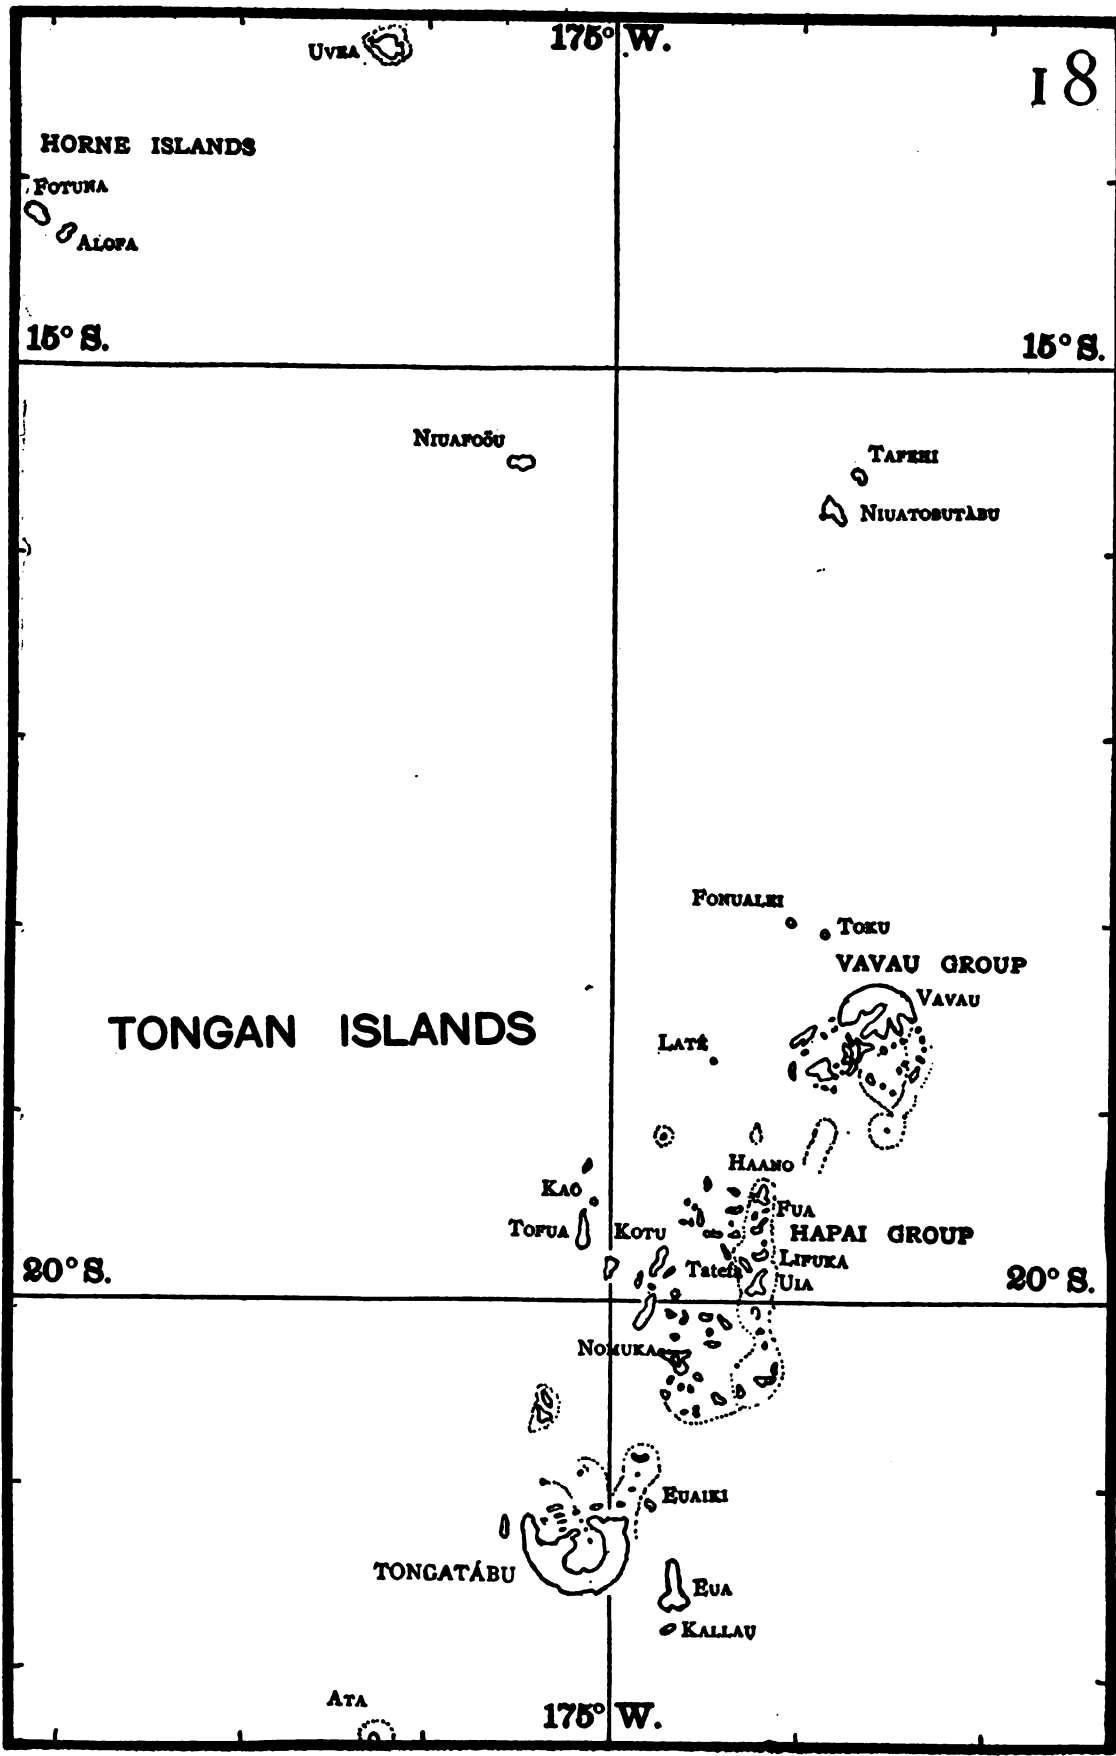 UVEA
175° W.
18
HORNE ISLANDS
FOTUNA
ALOFA
15° S.
15° S.
NIUAFOÖU
TAFEHI
NIUATOBUTÀBU
FONUALEI
TOKU
VAVAU GROUP
VAVAU
TONGAN ISLANDS
LATÉ
HAANO
KAO
FUA
TOFUA
KOTU
HAPAI GROUP
LIFUKA
Tatefa
UIA
20° S.
20° S.
NOMUKA
EUAIKI
TONGATÁBU
EUA
KALLAU
ATA
175° W.